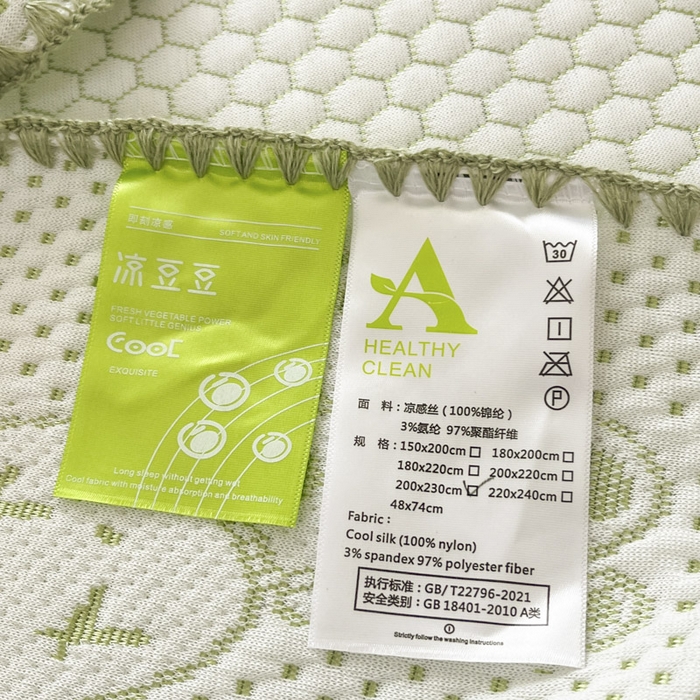 即刻凉感
SOFT AND SKIN FRIENDLY
凉豆豆
FRESH VEGETABLE POWER
SOFT LITTLE GENIUS
Cool
EXQUISITE
Long sleep without getting wet
Cool fabric with moisture absorption and breathability
30
P
A
HEALTHY
CLEAN
面 料：凉感丝（100%锦纶）
3%氨纶 97%聚酯纤维
规 格：150x200cm□ 180x200cm□
180x220cm□ 200x220cm□
200x230cm☑ 220x240cm□
48x74cm
Fabric：
Cool silk (100% nylon)
3% spandex 97% polyester fiber
执行标准：GB/T22796-2021
安全类别：GB 18401-2010 A类
Strictly follow the washing instructions